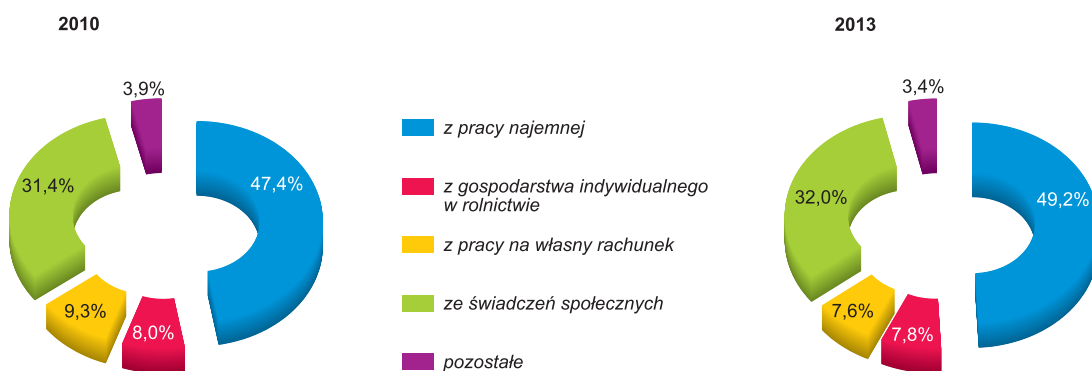 2010
2013
3,9%
31,4%
47,4%
9,3%
8,0%
z pracy najemnej
z gospodarstwa indywidualnego
w rolnictwie
z pracy na własny rachunek
ze świadczeń społecznych
pozostałe
3,4%
32,0%
49,2%
7,6%
7,8%